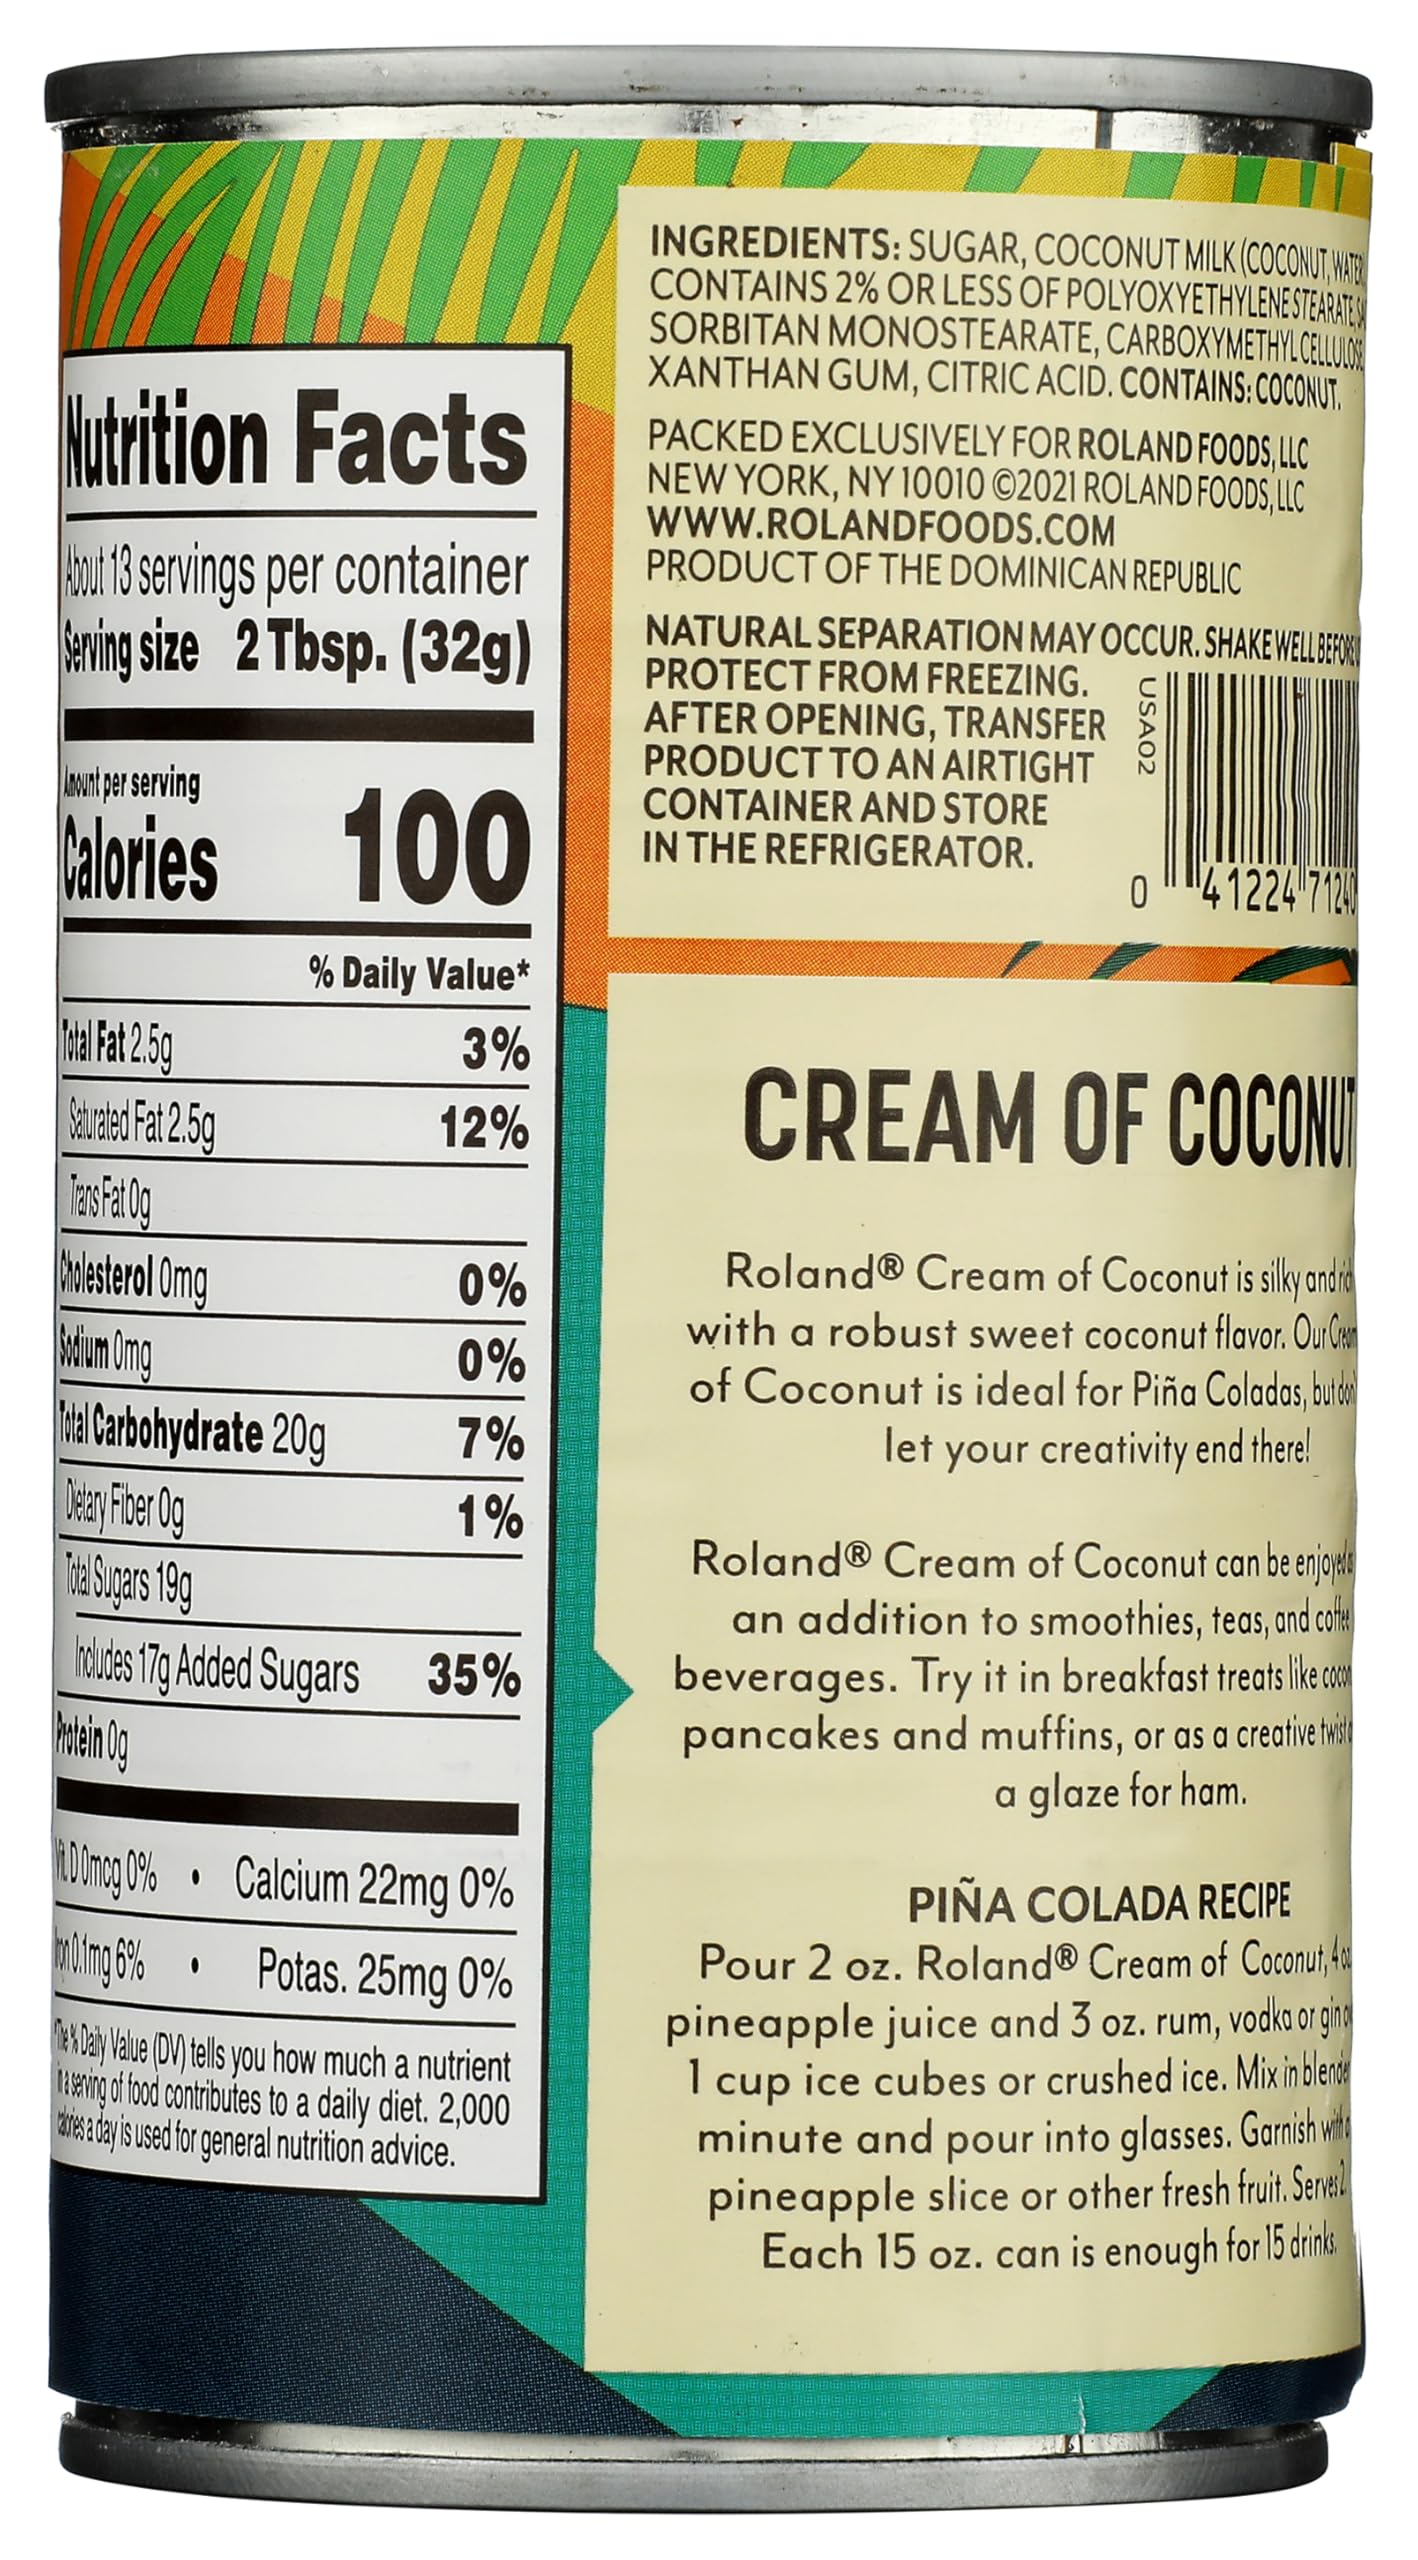 Nutrition Facts
About 13 servings per container
Serving size 2 Tbsp. (32g)
Amount per serving
Calories 100
% Daily Value*
Total Fat 2.5g 3%
Saturated Fat 2.5g 12%
Trans Fat 0g
Cholesterol 0mg 0%
Sodium 0mg 0%
Total Carbohydrate 20g 7%
Dietary Fiber 0g 1%
Total Sugars 19g
Includes 17g Added Sugars 35%
Protein 0g
Vit. D 0mcg 0% • Calcium 22mg 0%
Iron 0.1mg 6% • Potas. 25mg 0%
*The % Daily Value (DV) tells you how much a nutrient
in a serving of food contributes to a daily diet. 2,000
calories a day is used for general nutrition advice.
INGREDIENTS: SUGAR, COCONUT MILK (COCONUT, WATER),
CONTAINS 2% OR LESS OF POLYOXYETHYLENE STEARATE,
SORBITAN MONOSTEARATE, CARBOXYMETHYL CELLULOSE,
XANTHAN GUM, CITRIC ACID. CONTAINS: COCONUT.
PACKED EXCLUSIVELY FOR ROLAND FOODS, LLC
NEW YORK, NY 10010 ©2021 ROLAND FOODS, LLC
WWW.ROLANDFOODS.COM
PRODUCT OF THE DOMINICAN REPUBLIC
NATURAL SEPARATION MAY OCCUR. SHAKE WELL BEFORE
PROTECT FROM FREEZING.
AFTER OPENING, TRANSFER
PRODUCT TO AN AIRTIGHT
CONTAINER AND STORE
IN THE REFRIGERATOR.
USA02
0 41224 71240
CREAM OF COCONUT
Roland® Cream of Coconut is silky and rich
with a robust sweet coconut flavor. Our Cream
of Coconut is ideal for Piña Coladas, but don't
let your creativity end there!
Roland® Cream of Coconut can be enjoyed as
an addition to smoothies, teas, and coffee
beverages. Try it in breakfast treats like
pancakes and muffins, or as a creative twist
a glaze for ham.
PIÑA COLADA RECIPE
Pour 2 oz. Roland® Cream of Coconut, 4 oz.
pineapple juice and 3 oz. rum, vodka or gin
1 cup ice cubes or crushed ice. Mix in blender
minute and pour into glasses. Garnish with a
pineapple slice or other fresh fruit. Serves 2.
Each 15 oz. can is enough for 15 drinks.